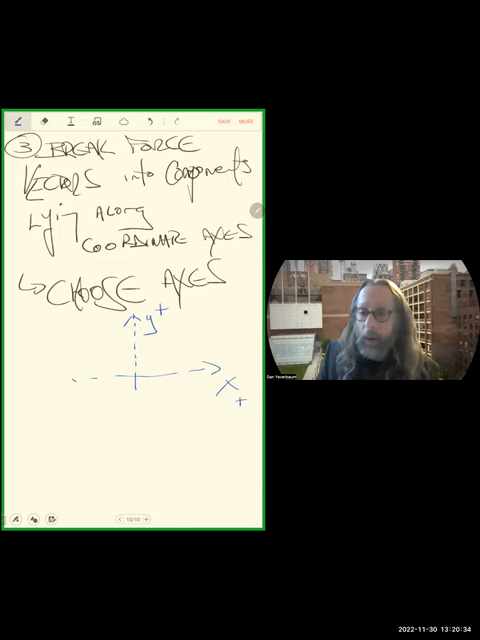 SAVE MORE
③ BREAK FORCE
VECTORS into Components
Lying ALONG
COORDINATE AXES
↳ CHOOSE AXES
y+
X
+
10/10
Dan Yaverbaum
2022-11-30 13:20:34